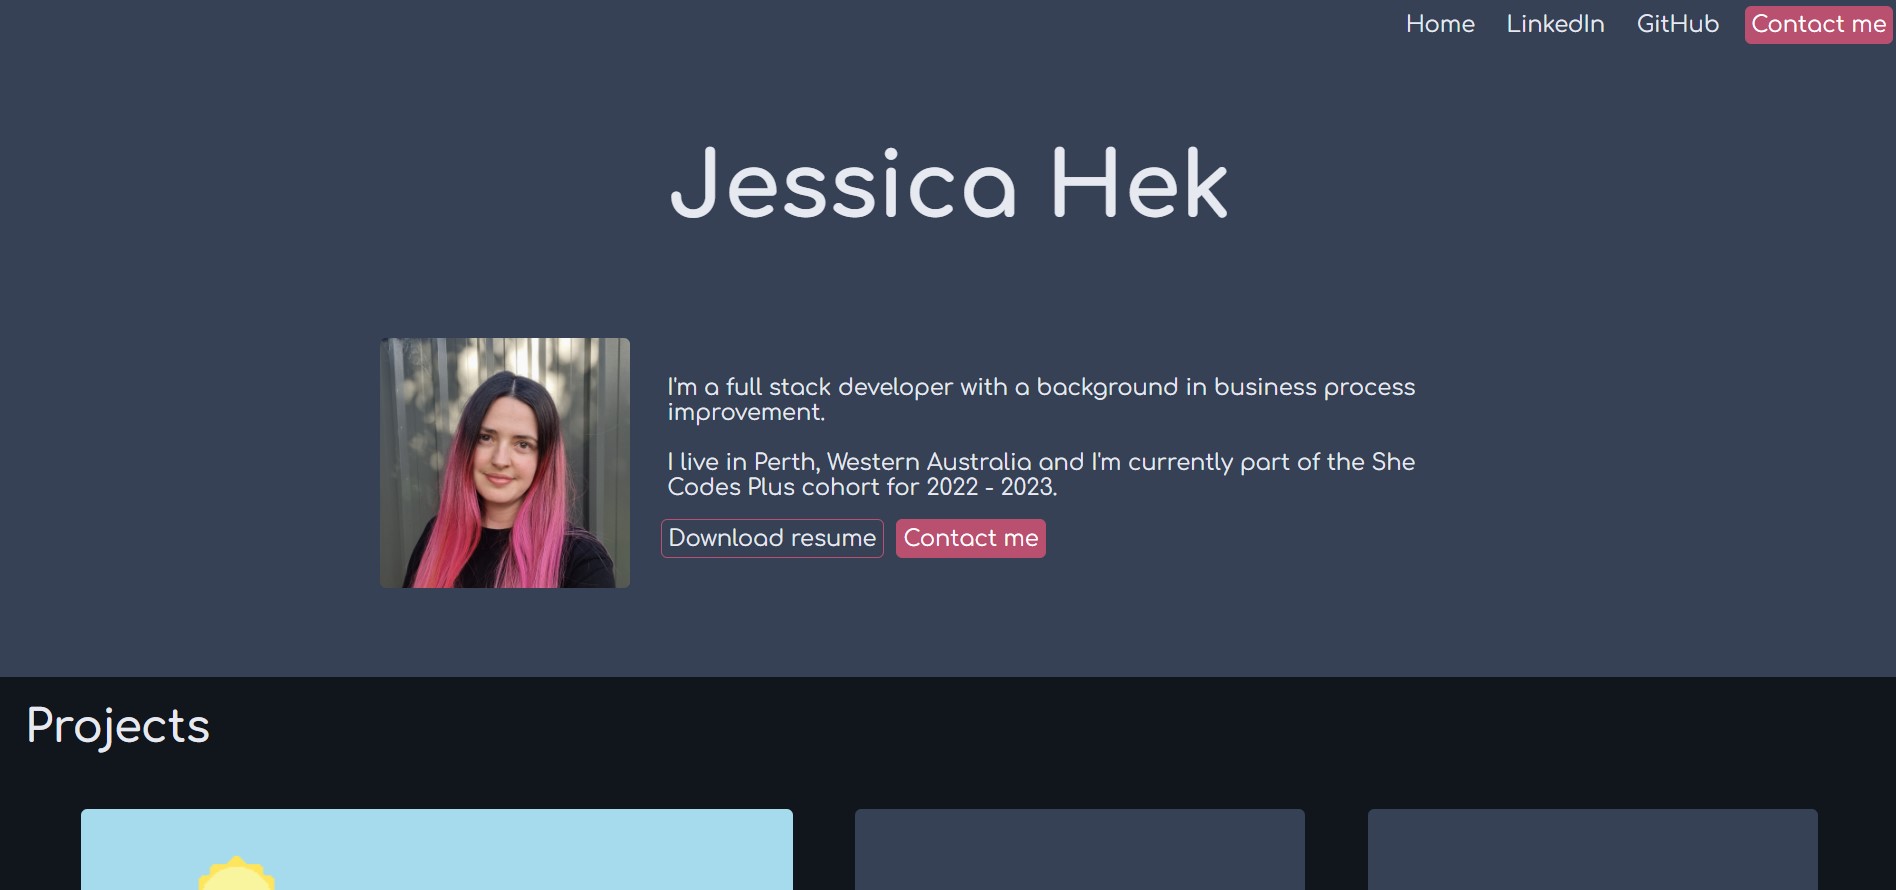 Home LinkedIn GitHub Contact me
Jessica Hek
I'm a full stack developer with a background in business process
improvement.
I live in Perth, Western Australia and I'm currently part of the She
Codes Plus cohort for 2022 - 2023.
Download resume Contact me
Projects